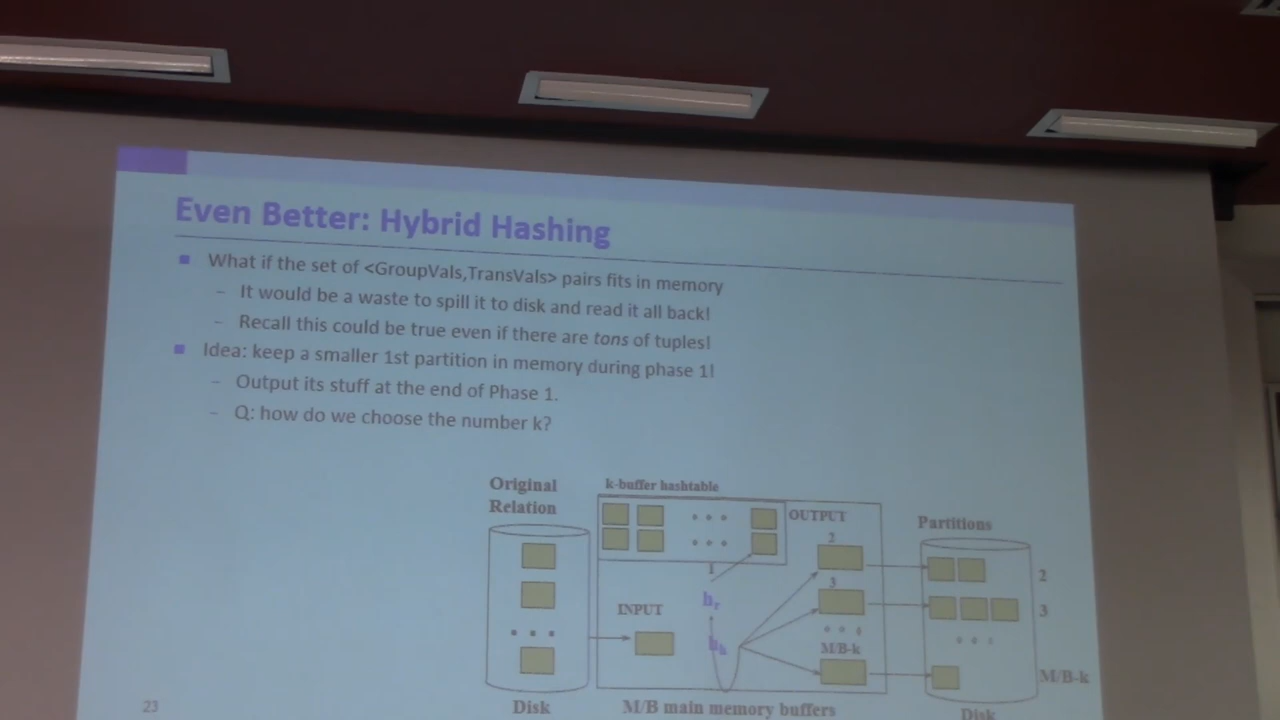 Even Better: Hybrid Hashing
▪ What if the set of <GroupVals,TransVals> pairs fits in memory
– It would be a waste to spill it to disk and read it all back!
– Recall this could be true even if there are tons of tuples!
▪ Idea: keep a smaller 1st partition in memory during phase 1!
– Output its stuff at the end of Phase 1.
– Q: how do we choose the number k?
Original
Relation
k-buffer hashtable
OUTPUT
Partitions
1
2
3
hr
INPUT
M/B-k
2
3
M/B-k
Disk
M/B main memory buffers
Disk
23